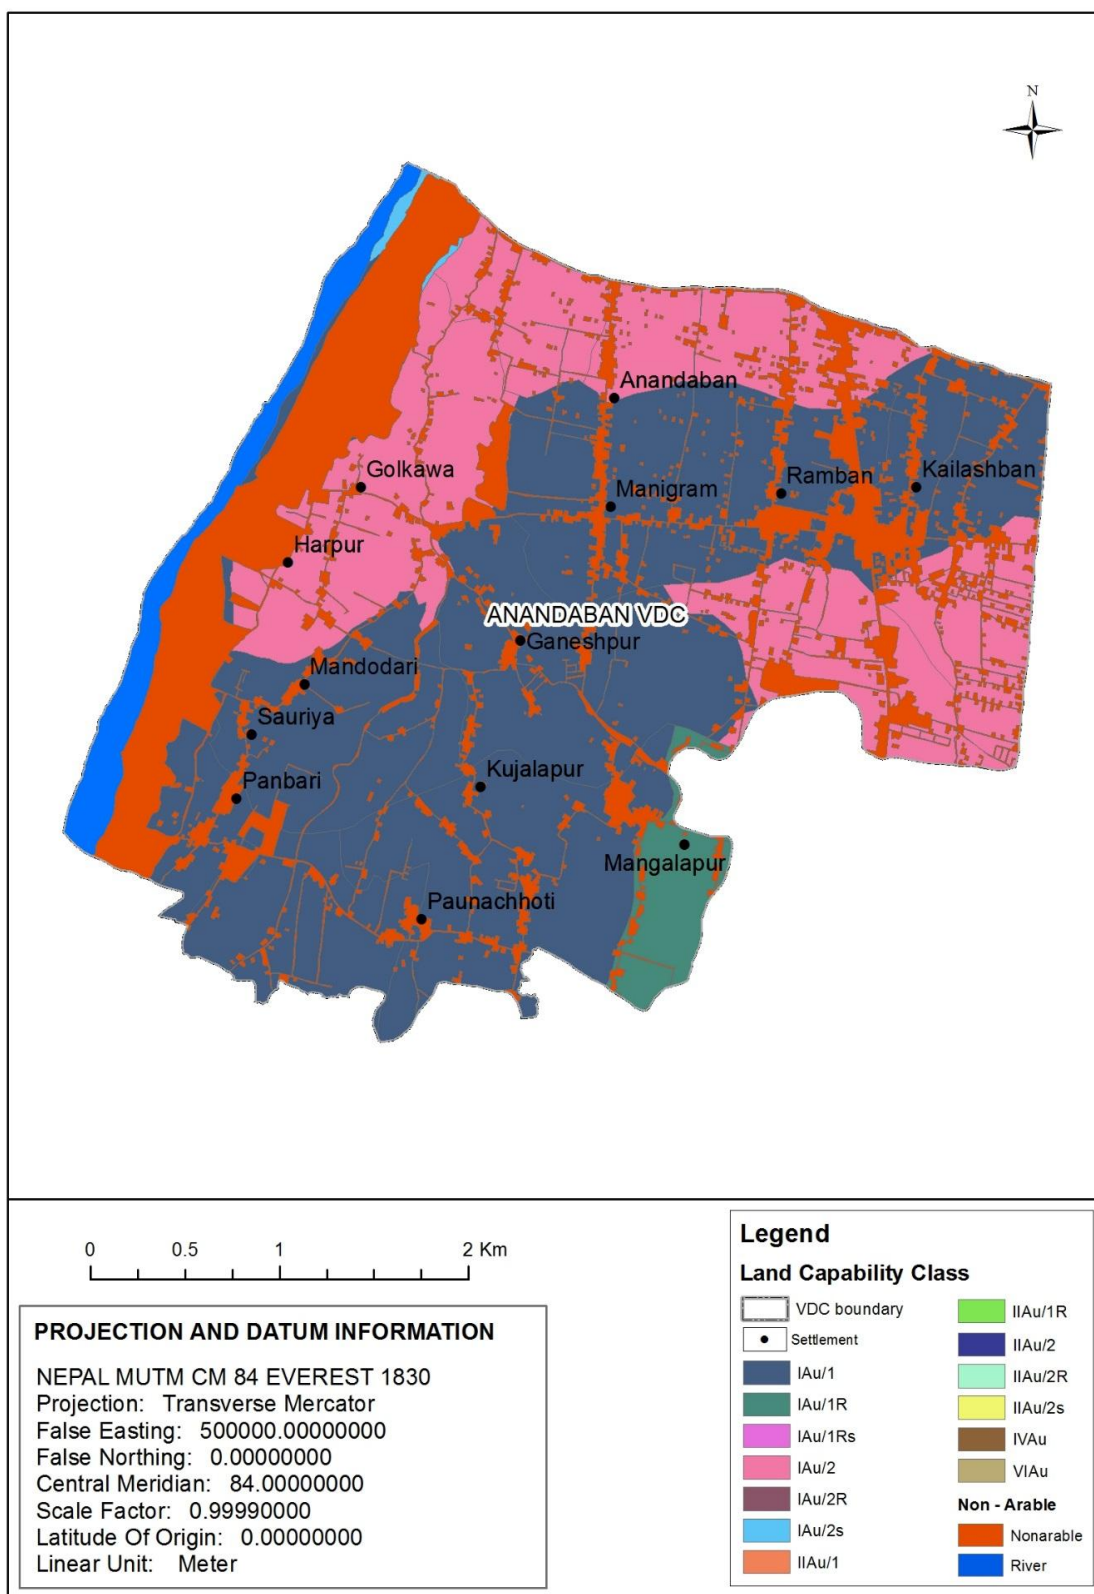 N
Anandaban
Golkawa
Ramban
Kailashban
Manigram
Harpur
ANANDABAN VDC
Ganeshpur
Mandodari
Sauriya
Kujalapur
Panbari
Mangalapur
Paunachhoti
0 0.5 1 2 Km
PROJECTION AND DATUM INFORMATION
NEPAL MUTM CM 84 EVEREST 1830
Projection: Transverse Mercator
False Easting: 500000.00000000
False Northing: 0.00000000
Central Meridian: 84.00000000
Scale Factor: 0.99990000
Latitude Of Origin: 0.00000000
Linear Unit: Meter
Legend
Land Capability Class
VDC boundary
Settlement
IAu/1
IAu/1R
IAu/1Rs
IAu/2
IAu/2R
IAu/2s
IIAu/1
IIAu/1R
IIAu/2
IIAu/2R
IIAu/2s
IVAu
VIAu
Non - Arable
Nonarable
River